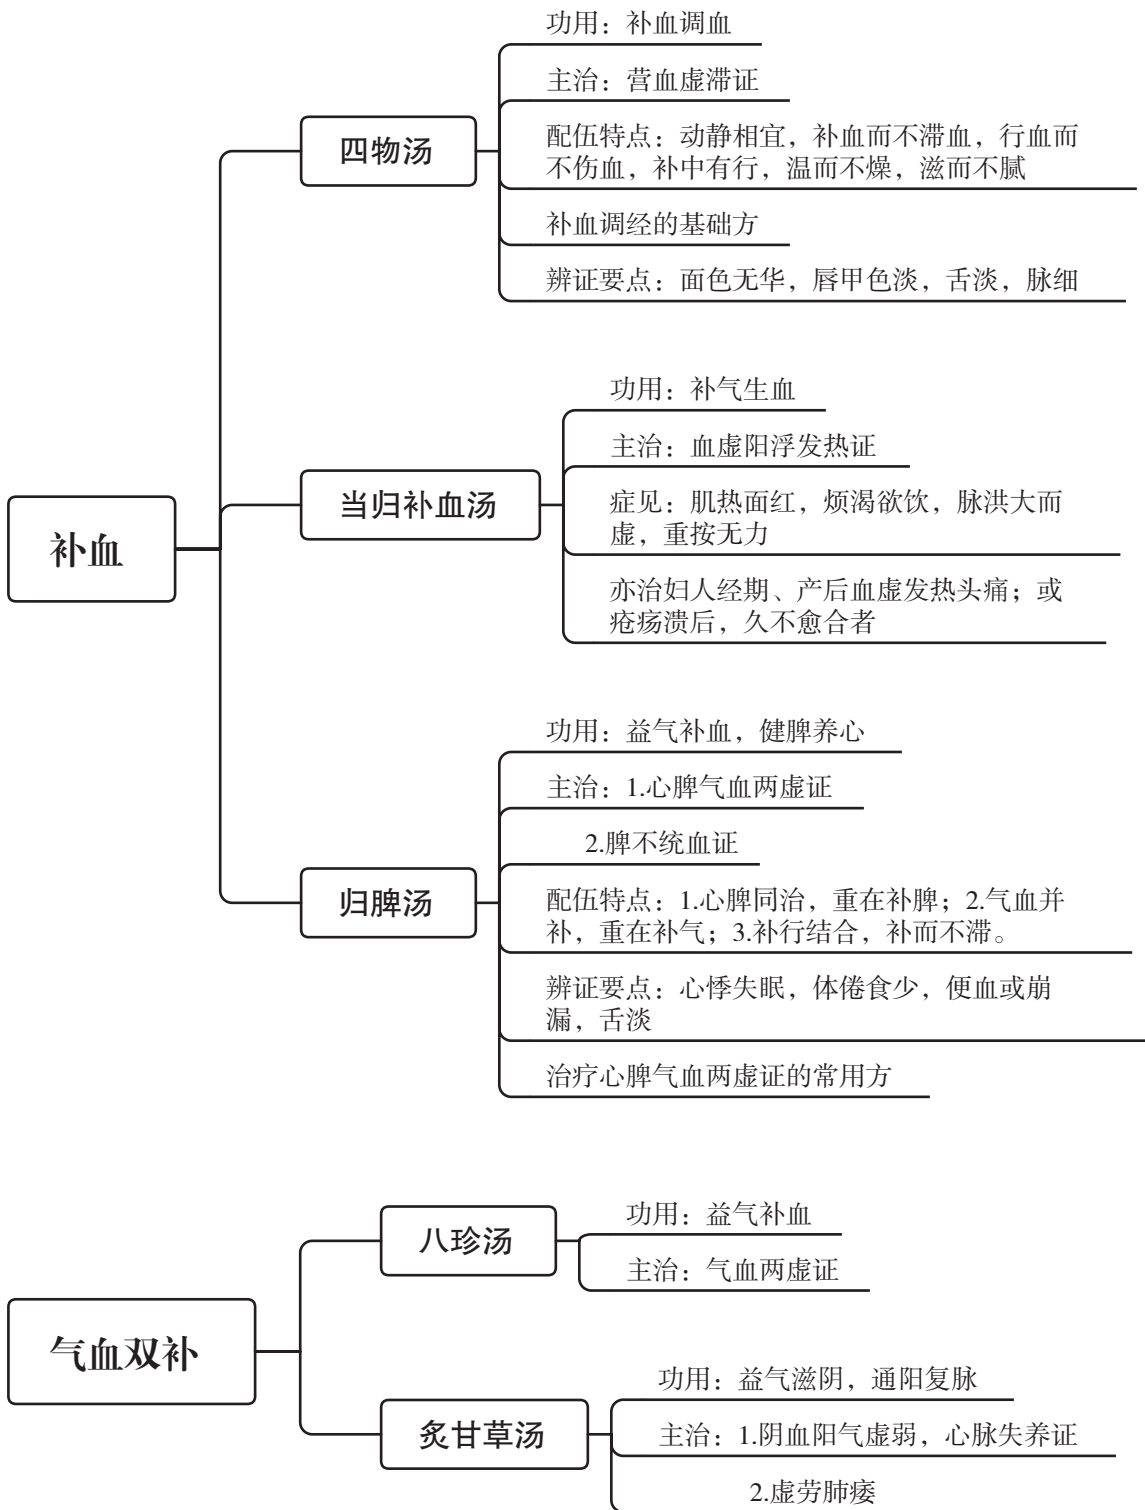 补血
四物汤
功用：补血调血
主治：营血虚滞证
配伍特点：动静相宜，补血而不滞血，行血而
不伤血，补中有行，温而不燥，滋而不腻
补血调经的基础方
辨证要点：面色无华，唇甲色淡，舌淡，脉细
当归补血汤
功用：补气生血
主治：血虚阳浮发热证
症见：肌热面红，烦渴欲饮，脉洪大而
虚，重按无力
亦治妇人经期、产后血虚发热头痛；或
疮疡溃后，久不愈合者
归脾汤
功用：益气补血，健脾养心
主治：1.心脾气血两虚证
2.脾不统血证
配伍特点：1.心脾同治，重在补脾；2.气血并
补，重在补气；3.补行结合，补而不滞。
辨证要点：心悸失眠，体倦食少，便血或崩
漏，舌淡
治疗心脾气血两虚证的常用方
气血双补
八珍汤
功用：益气补血
主治：气血两虚证
炙甘草汤
功用：益气滋阴，通阳复脉
主治：1.阴血阳气虚弱，心脉失养证
2.虚劳肺痿